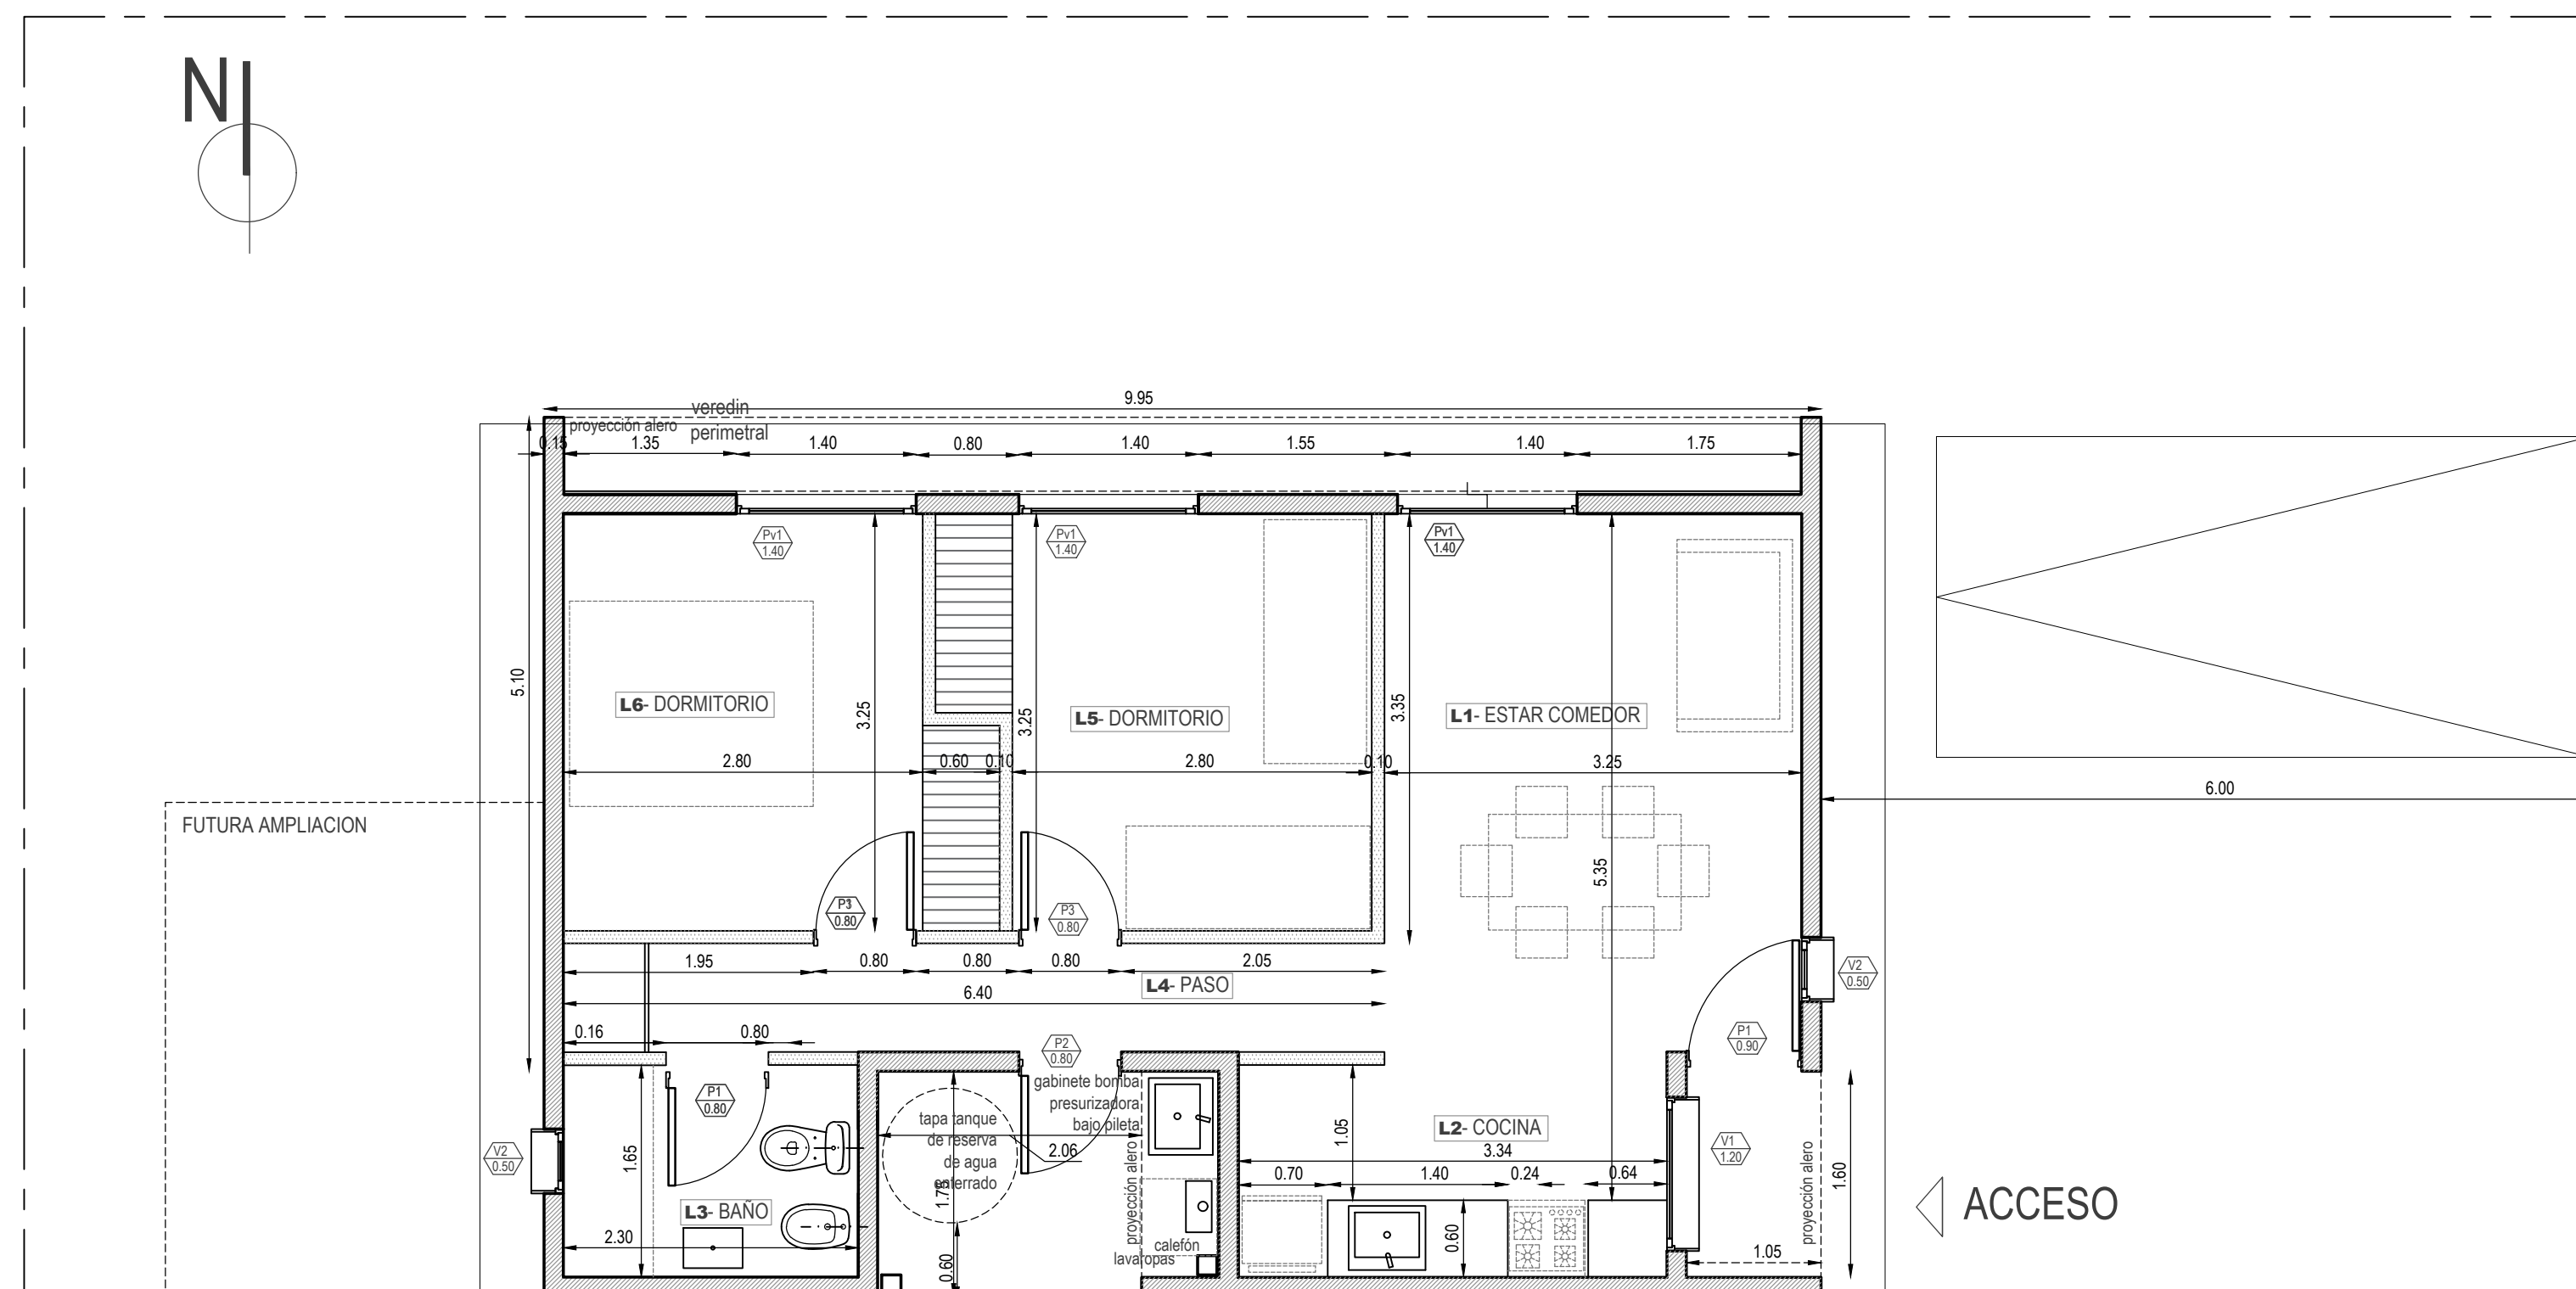 N
9.95
veredin
proyección alero
perimetral
0.15
1.35
1.40
0.80
1.40
1.55
1.40
1.75
Pv1
1.40
Pv1
1.40
Pv1
1.40
5.10
L6- DORMITORIO
3.25
L5- DORMITORIO
3.25
3.35
L1- ESTAR COMEDOR
2.80
0.60
0.10
2.80
0.10
3.25
6.00
FUTURA AMPLIACION
5.35
P3
0.80
P3
0.80
1.95
0.80
0.80
0.80
2.05
L4- PASO
6.40
V2
0.50
0.16
0.80
P2
0.80
P1
0.90
gabinete bomba
presurizadora
bajo pileta
P1
0.80
tapa tanque
de reserva
de agua
enterrado
2.06
1.75
V2
0.50
1.65
1.05
L2- COCINA
3.34
V1
1.20
0.70
1.40
0.24
0.64
proyección alero
proyección alero
1.60
ACCESO
L3- BAÑO
2.30
0.60
calefón
lavaropas
0.60
1.05